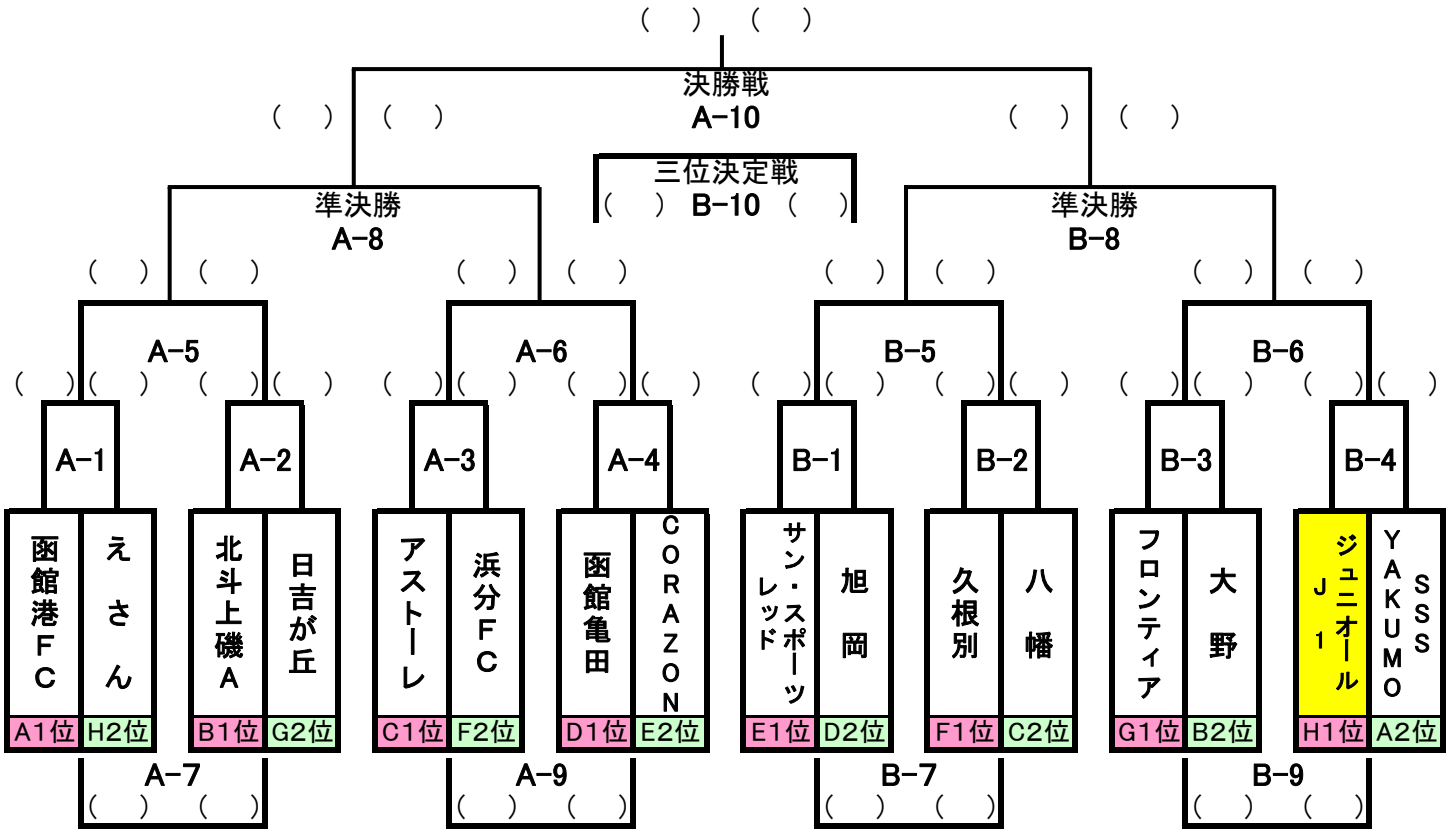 (　) (　)
決勝戦
A-10
(　) (　) (　) (　)
三位決定戦
(　) B-10 (　)
準決勝 準決勝
A-8 B-8
(　) (　) (　) (　) (　) (　) (　) (　)
A-5 A-6 B-5 B-6
(　) (　) (　) (　) (　) (　) (　) (　) (　) (　) (　) (　) (　) (　) (　) (　)
A-1 A-2 A-3 A-4 B-1 B-2 B-3 B-4
函館港FC
えさん
北斗上磯A
日吉が丘
アストーレ
浜分FC
函館亀田
CORAZON
サン・スポーツ
レッド
旭岡
久根別
八幡
フロンティア
大野
ジュニオール
J1
SSS
YAKUMO
A1位 H2位 B1位 G2位 C1位 F2位 D1位 E2位 E1位 D2位 F1位 C2位 G1位 B2位 H1位 A2位
A-7 A-9 B-7 B-9
(　) (　) (　) (　) (　) (　) (　) (　)